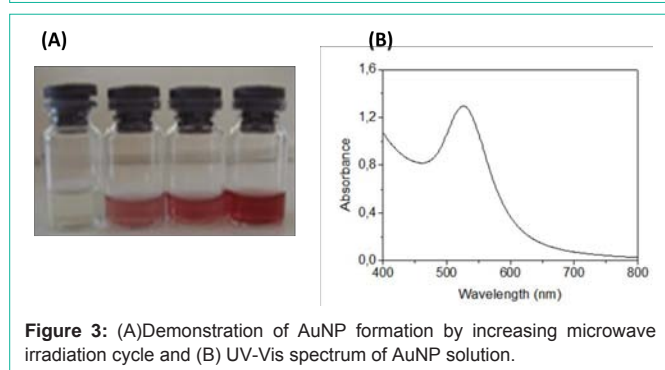 (A)
(B)
1,6
1,2
0,8
0,4
0,0
Absorbance
400
500
600
700
800
Wavelength (nm)
Figure 3: (A)Demonstration of AuNP formation by increasing microwave
irradiation cycle and (B) UV-Vis spectrum of AuNP solution.